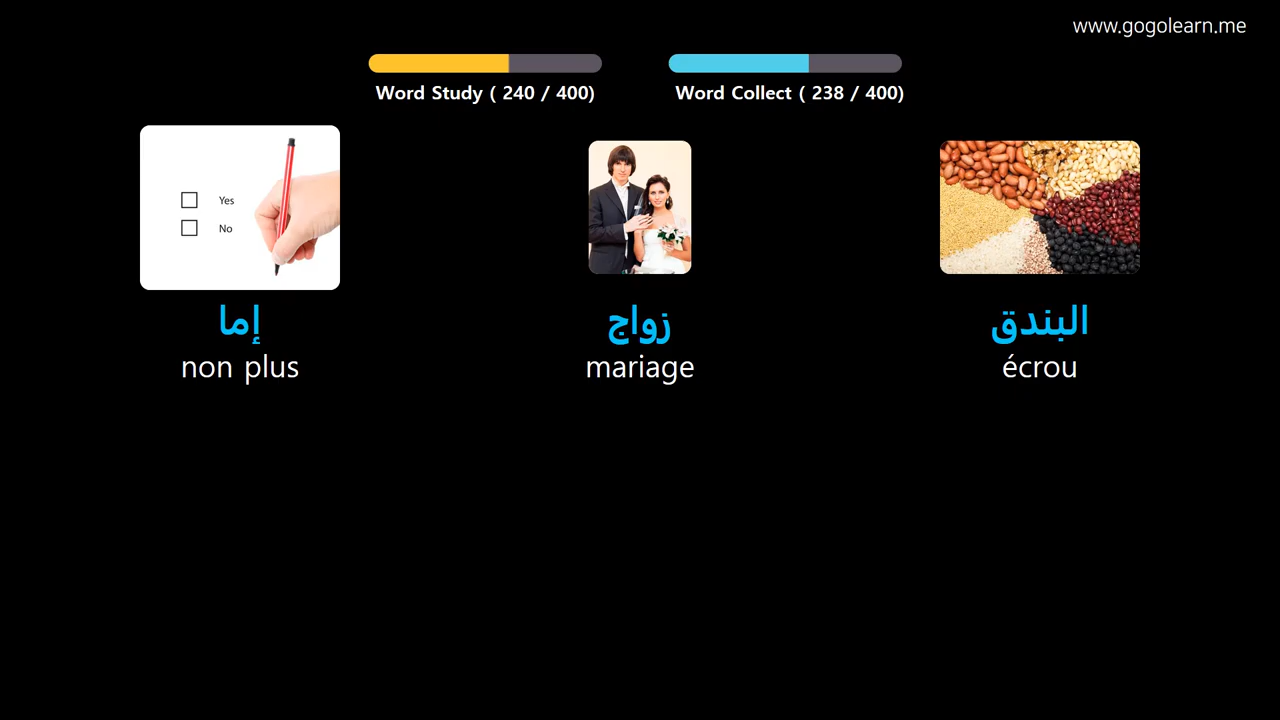 www.gogolearn.me
Word Study ( 240 / 400)
Word Collect ( 238 / 400)
Yes
No
إما
non plus
زواج
mariage
البندق
écrou